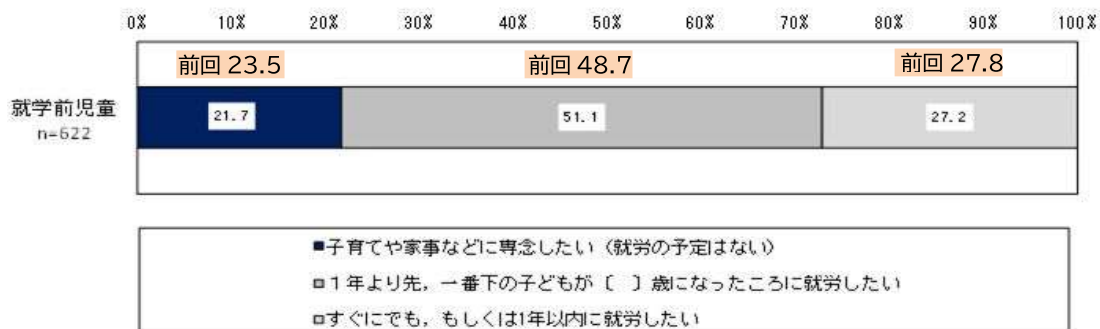 0% 10% 20% 30% 40% 50% 60% 70% 80% 90% 100%
前回 23.5 前回 48.7 前回 27.8
就学前児童
n=622
21.7 51.1 27.2
■子育てや家事などに専念したい（就労の予定はない）
□１年より先，一番下の子どもが〔　〕歳になったころに就労したい
□すぐにでも，もしくは1年以内に就労したい